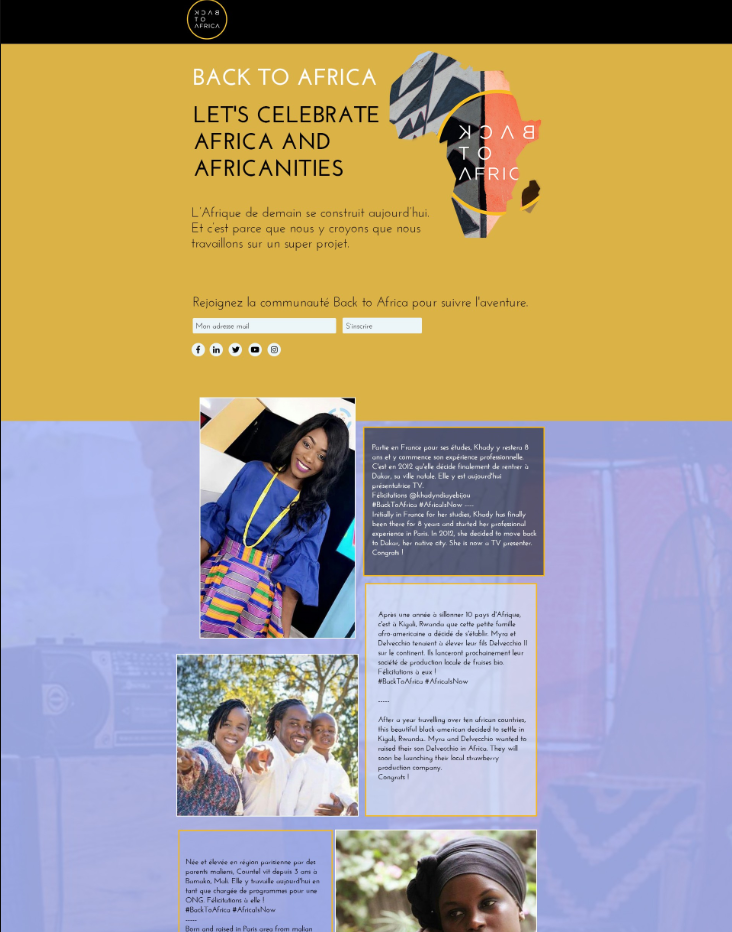 BACK
TO
AFRICA
BACK TO AFRICA
LET'S CELEBRATE
AFRICA AND
AFRICANITIES
BACK
TO
AFRIC
L'Afrique de demain se construit aujourd'hui.
Et c'est parce que nous y croyons que nous
travaillons sur un super projet.
Rejoignez la communauté Back to Africa pour suivre l'aventure.
Mon adresse mail
S'inscrire
Partie en France pour ses études, Khady y restera 8
ans et y commence son expérience professionnelle.
C'est en 2012 qu'elle décide finalement de rentrer à
Dakar, sa ville natale. Elle y est aujourd'hui
présentatrice TV.
Félicitations @khadyndiayebijou
#BackToAfrica #AfricaIsNow ----
Initially in France for her studies, Khady has finally
been there for 8 years and started her professional
experience in Paris. In 2012, she decided to move back
to Dakar, her native city. She is now a TV presenter.
Congrats !
Après une année à sillonner 10 pays d'Afrique,
c'est à Kigali, Rwanda que cette petite famille
afro-américaine a décidé de s'établir. Myra et
Delvecchio tenaient à élever leur fils Delvecchio II
sur le continent. Ils lanceront prochainement leur
société de production locale de fraises bio.
Félicitations à eux !
#BackToAfrica #AfricaIsNow
-----
After a year travelling over ten african countries,
this beautiful black-american decided to settle in
Kigali, Rwanda. Myra and Delvecchio wanted to
raised their son Delvecchio in Africa. They will
soon be launching their local strawberry
production company.
Congrats !
Née et élevée en région parisienne par des
parents maliens, Coumtel vit depuis 3 ans à
Bamako, Mali. Elle y travaille aujourd'hui en
tant que chargée de programmes pour une
ONG. Félicitations à elle !
#BackToAfrica #AfricaIsNow
-----
Born and raised in Paris area from malian